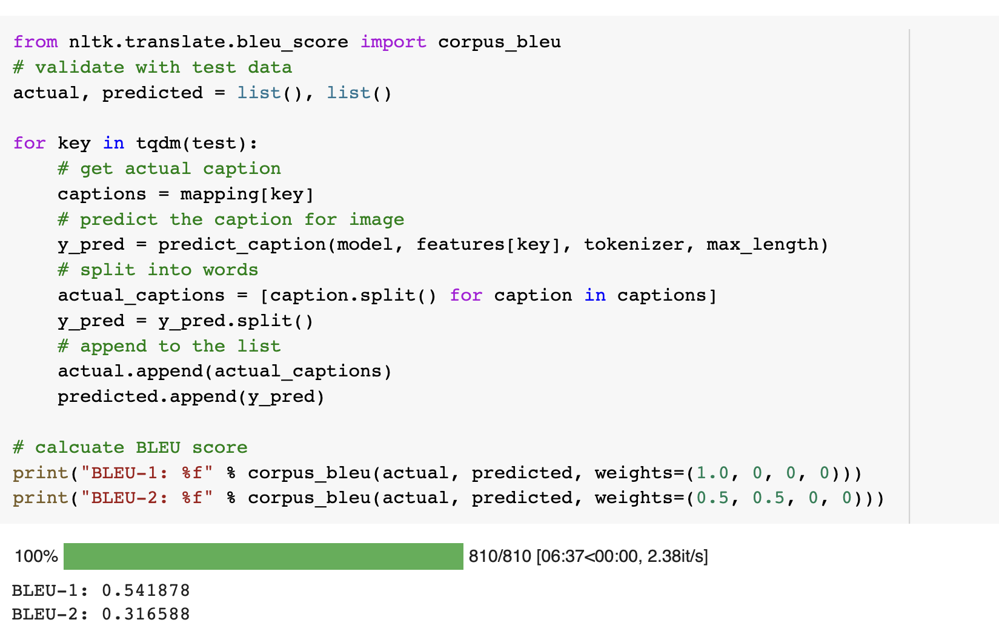 from nltk.translate.bleu_score import corpus_bleu
# validate with test data
actual, predicted = list(), list()

for key in tqdm(test):
    # get actual caption
    captions = mapping[key]
    # predict the caption for image
    y_pred = predict_caption(model, features[key], tokenizer, max_length)
    # split into words
    actual_captions = [caption.split() for caption in captions]
    y_pred = y_pred.split()
    # append to the list
    actual.append(actual_captions)
    predicted.append(y_pred)

# calcuate BLEU score
print("BLEU-1: %f" % corpus_bleu(actual, predicted, weights=(1.0, 0, 0, 0)))
print("BLEU-2: %f" % corpus_bleu(actual, predicted, weights=(0.5, 0.5, 0, 0)))
100% 810/810 [06:37<00:00, 2.38it/s]
BLEU-1: 0.541878
BLEU-2: 0.316588